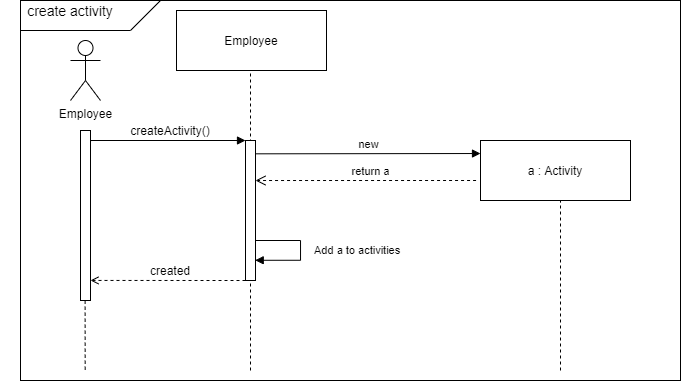 create activity
Employee
Employee
createActivity()
new
return a
a : Activity
Add a to activities
created